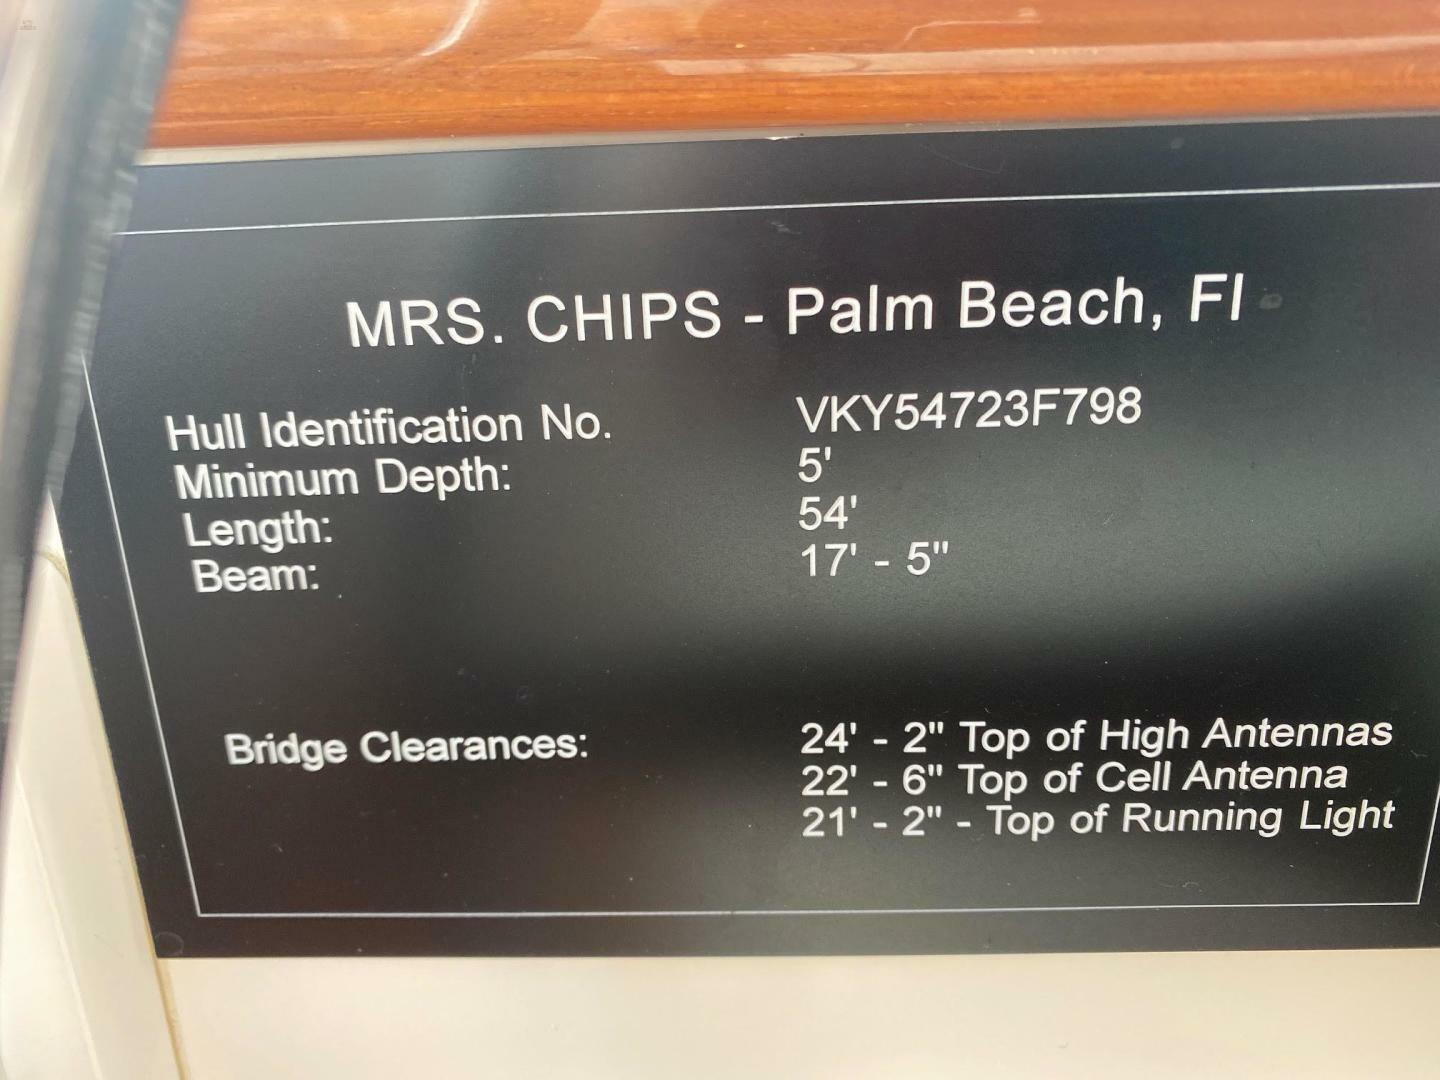 MRS. CHIPS - Palm Beach, Fl
Hull Identification No. VKY54723F798
Minimum Depth: 5'
Length: 54'
Beam: 17' - 5"
Bridge Clearances: 24' - 2" Top of High Antennas
22' - 6" Top of Cell Antenna
21' - 2" - Top of Running Light